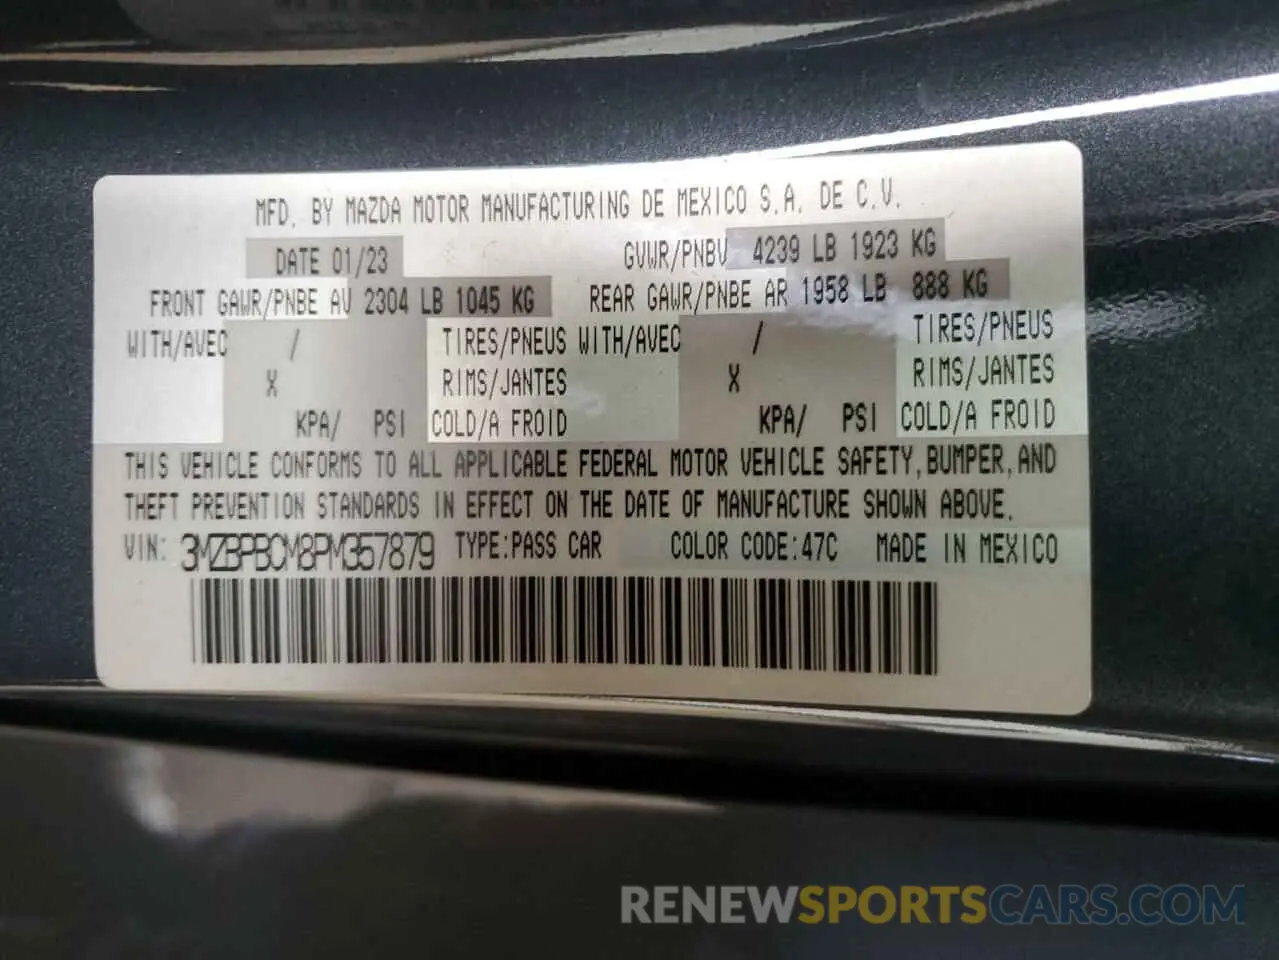 MFD. BY MAZDA MOTOR MANUFACTURING DE MEXICO S.A. DE C.V.
DATE 01/23 GVWR/PNBV 4239 LB 1923 KG
FRONT GAWR/PNBE AV 2304 LB 1045 KG REAR GAWR/PNBE AR 1958 LB 888 KG
WITH/AVEC / TIRES/PNEUS WITH/AVEC / TIRES/PNEUS
X RIMS/JANTES X RIMS/JANTES
KPA/ PSI COLD/A FROID KPA/ PSI COLD/A FROID
THIS VEHICLE CONFORMS TO ALL APPLICABLE FEDERAL MOTOR VEHICLE SAFETY, BUMPER, AND
THEFT PREVENTION STANDARDS IN EFFECT ON THE DATE OF MANUFACTURE SHOWN ABOVE.
VIN: 3MZBPBCM8PM357879 TYPE:PASS CAR COLOR CODE:47C MADE IN MEXICO
RENEWSPORTSCARS.COM